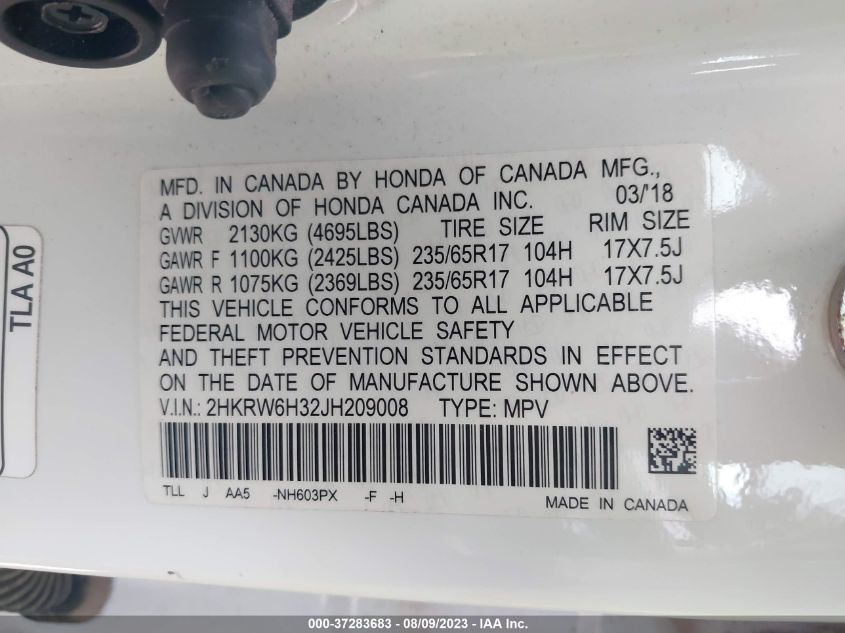 MFD. IN CANADA BY HONDA OF CANADA MFG.,
A DIVISION OF HONDA CANADA INC. 03/'18
GVWR 2130KG (4695LBS) TIRE SIZE RIM SIZE
GAWR F 1100KG (2425LBS) 235/65R17 104H 17X7.5J
GAWR R 1075KG (2369LBS) 235/65R17 104H 17X7.5J
THIS VEHICLE CONFORMS TO ALL APPLICABLE
FEDERAL MOTOR VEHICLE SAFETY
AND THEFT PREVENTION STANDARDS IN EFFECT
ON THE DATE OF MANUFACTURE SHOWN ABOVE.
V.I.N.: 2HKRW6H32JH209008 TYPE: MPV
TLL J AA5 -NH603PX -F -H
MADE IN CANADA
TLA A0
000-37283683 - 08/09/2023 - IAA Inc.